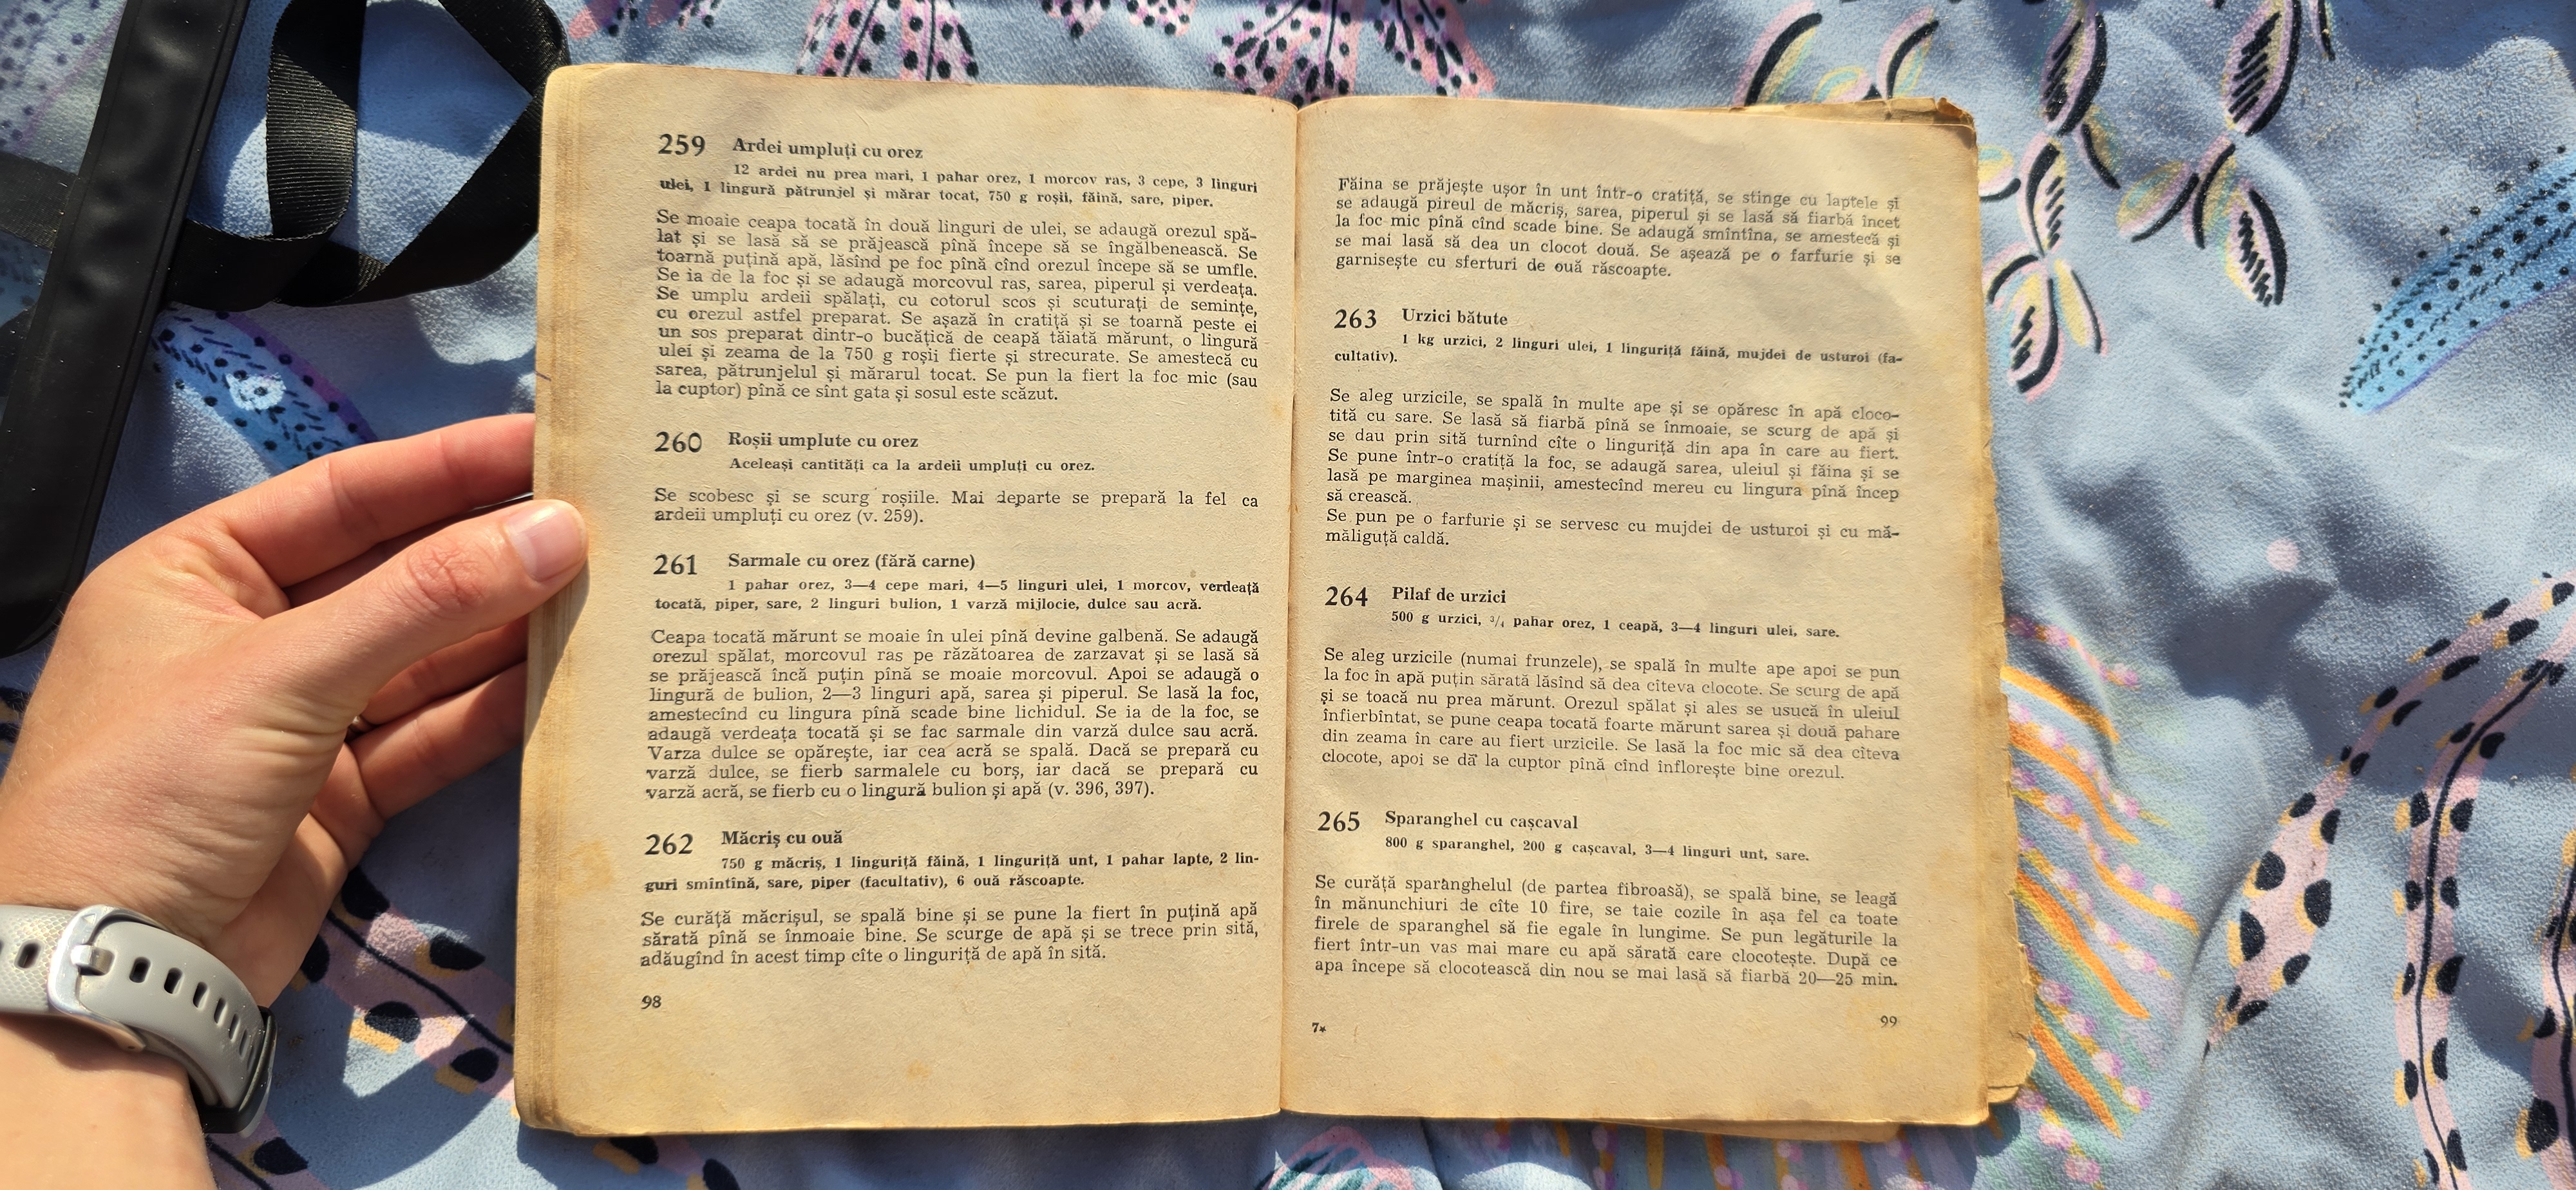 259 Ardei umpluți cu orez
12 ardei nu prea mari, 1 pahar orez, 1 morcov ras, 3 cepe, 3 linguri
ulei, 1 lingură pătrunjel și mărar tocat, 750 g roșii, făină, sare, piper.
Se moaie ceapa tocată în două linguri de ulei, se adaugă orezul spă-
lat și se lasă să se prăjească pînă începe să se îngălbenească. Se
toarnă puțină apă, lăsînd pe foc pînă cînd orezul începe să se umfle.
Se ia de la foc și se adaugă morcovul ras, sarea, piperul și verdeața.
Se umplu ardeii spălați, cu cotorul scos și scuturați de semințe,
cu orezul astfel preparat. Se așază în cratiță și se toarnă peste ei
un sos preparat dintr-o bucățică de ceapă tăiată mărunt, o lingură
ulei și zeama de la 750 g roșii fierte și strecurate. Se amestecă cu
sarea, pătrunjelul și mărarul tocat. Se pun la fiert la foc mic (sau
la cuptor) pînă ce sînt gata și sosul este scăzut.
260 Roșii umplute cu orez
Aceleași cantități ca la ardeii umpluți cu orez.
Se scobesc și se scurg roșiile. Mai departe se prepară la fel ca
ardeii umpluți cu orez (v. 259).
261 Sarmale cu orez (fără carne)
1 pahar orez, 3—4 cepe mari, 4—5 linguri ulei, 1 morcov, verdeață
tocată, piper, sare, 2 linguri bulion, 1 varză mijlocie, dulce sau acră.
Ceapa tocată mărunt se moaie în ulei pînă devine galbenă. Se adaugă
orezul spălat, morcovul ras pe răzătoarea de zarzavat și se lasă să
se prăjească încă puțin pînă se moaie morcovul. Apoi se adaugă o
lingură de bulion, 2—3 linguri apă, sarea și piperul. Se lasă la foc,
amestecînd cu lingura pînă scade bine lichidul. Se ia de la foc, se
adaugă verdeața tocată și se fac sarmale din varză dulce sau acră.
Varza dulce se opărește, iar cea acră se spală. Dacă se prepară cu
varză dulce, se fierb sarmalele cu borș, iar dacă se prepară cu
varză acră, se fierb cu o lingură bulion și apă (v. 396, 397).
262 Măcriș cu ouă
750 g măcriș, 1 linguriță făină, 1 linguriță unt, 1 pahar lapte, 2 lin-
guri smîntînă, sare, piper (facultativ), 6 ouă răscoapte.
Se curăță măcrișul, se spală bine și se pune la fiert în puțină apă
sărată pînă se înmoaie bine. Se scurge de apă și se trece prin sită,
adăugînd în acest timp cîte o linguriță de apă în sită.
98
Făina se prăjește ușor în unt într-o cratiță, se stinge cu laptele și
se adaugă pireul de măcriș, sarea, piperul și se lasă să fiarbă încet
la foc mic pînă cînd scade bine. Se adaugă smîntîna, se amestecă și
se mai lasă să dea un clocot două. Se așează pe o farfurie și se
garnisește cu sferturi de ouă răscoapte.
263 Urzici bătute
1 kg urzici, 2 linguri ulei, 1 linguriță făină, mujdei de usturoi (fa-
cultativ).
Se aleg urzicile, se spală în multe ape și se opăresc în apă cloco-
tită cu sare. Se lasă să fiarbă pînă se înmoaie, se scurg de apă și
se dau prin sită turnînd cîte o linguriță din apa în care au fiert.
Se pune într-o cratiță la foc, se adaugă sarea, uleiul și făina și se
lasă pe marginea mașinii, amestecînd mereu cu lingura pînă încep
să crească.
Se pun pe o farfurie și se servesc cu mujdei de usturoi și cu mă-
măliguță caldă.
264 Pilaf de urzici
500 g urzici, 3/4 pahar orez, 1 ceapă, 3—4 linguri ulei, sare.
Se aleg urzicile (numai frunzele), se spală în multe ape apoi se pun
la foc în apă puțin sărată lăsînd să dea cîteva clocote. Se scurg de apă
și se toacă nu prea mărunt. Orezul spălat și ales se usucă în uleiul
înfierbîntat, se pune ceapa tocată foarte mărunt sarea și două pahare
din zeama în care au fiert urzicile. Se lasă la foc mic să dea cîteva
clocote, apoi se dă la cuptor pînă cînd înflorește bine orezul.
265 Sparanghel cu cașcaval
800 g sparanghel, 200 g cașcaval, 3—4 linguri unt, sare.
Se curăță sparanghelul (de partea fibroasă), se spală bine, se leagă
în mănunchiuri de cîte 10 fire, se taie cozile în așa fel ca toate
firele de sparanghel să fie egale în lungime. Se pun legăturile la
fiert într-un vas mai mare cu apă sărată care clocotește. După ce
apa începe să clocotească din nou se mai lasă să fiarbă 20—25 min.
7*
99